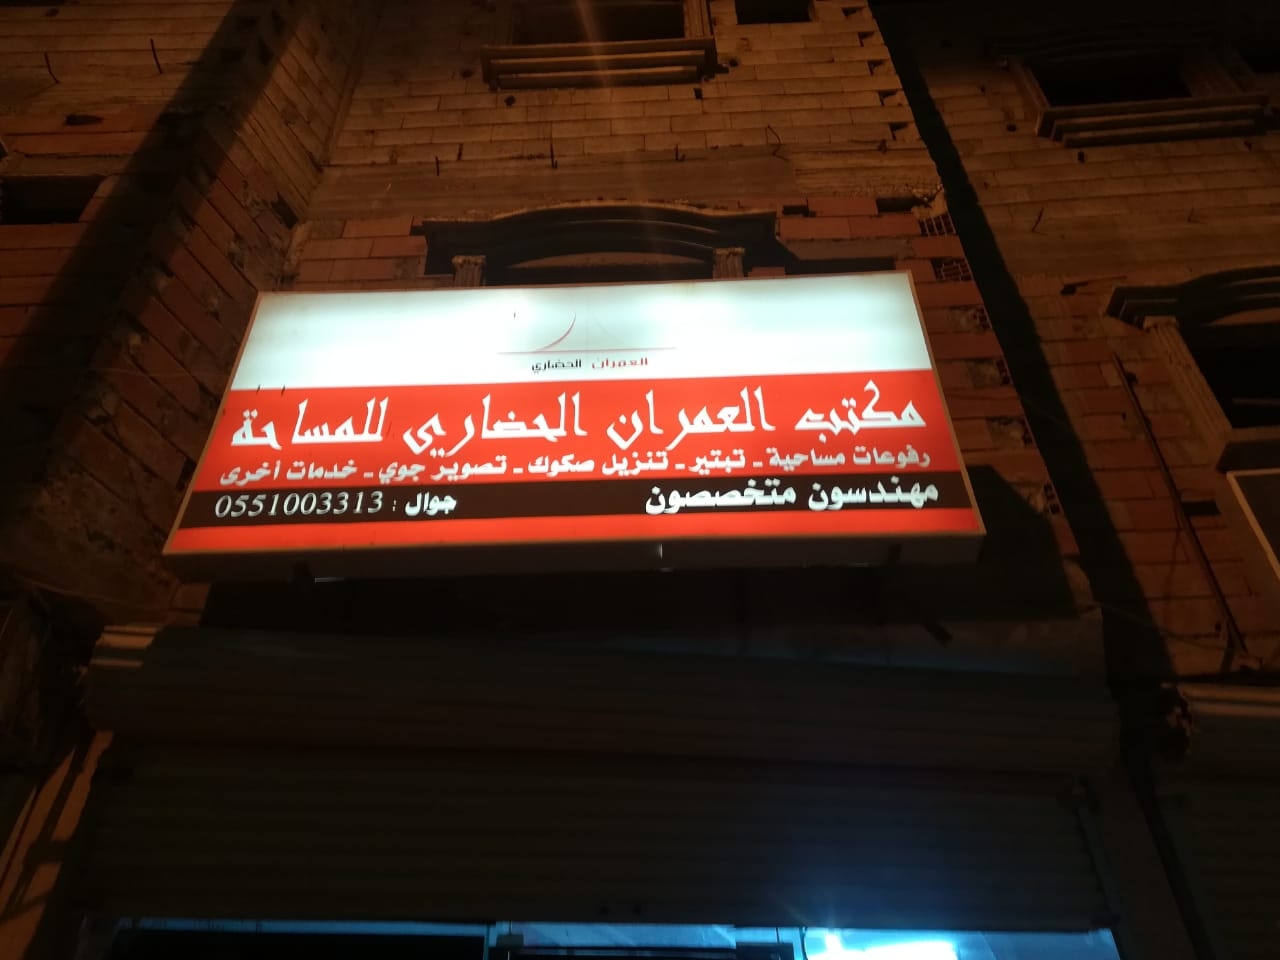 العمران الحضاري
مكتب العمران الحضاري للمساحة
رفوعات مساحية - تبتير - تنزيل صكوك - تصوير جوي - خدمات أخرى
مهندسون متخصصون جوال : 0551003313